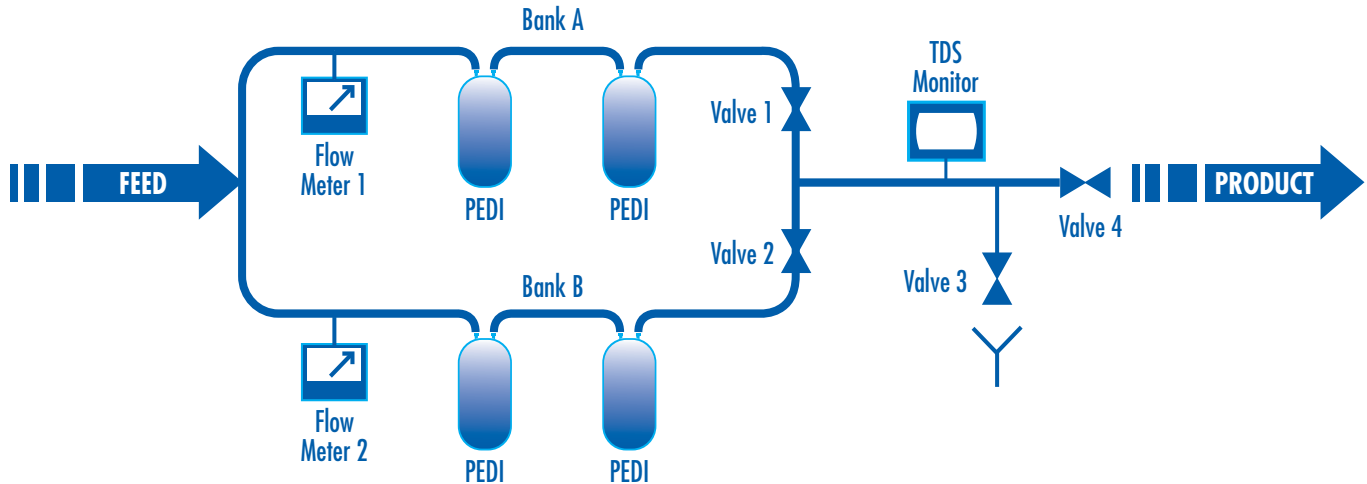 Bank A
TDS
Monitor
Valve 1
Flow
Meter 1
PEDI
PEDI
FEED
PRODUCT
Valve 4
Valve 2
Valve 3
Bank B
Flow
Meter 2
PEDI
PEDI